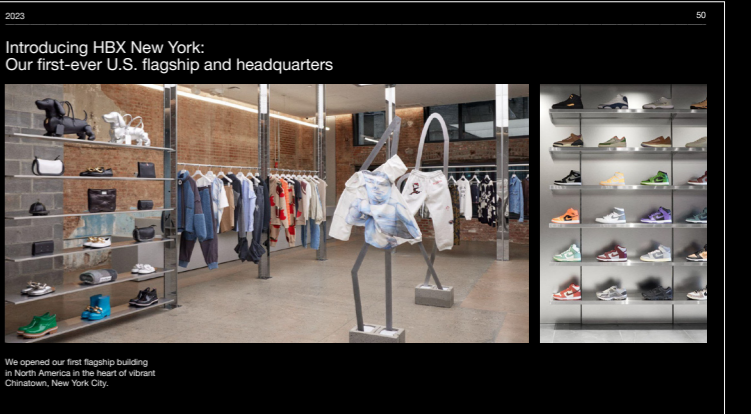 2023
50
Introducing HBX New York:
Our first-ever U.S. flagship and headquarters
We opened our first flagship building
in North America in the heart of vibrant
Chinatown, New York City.